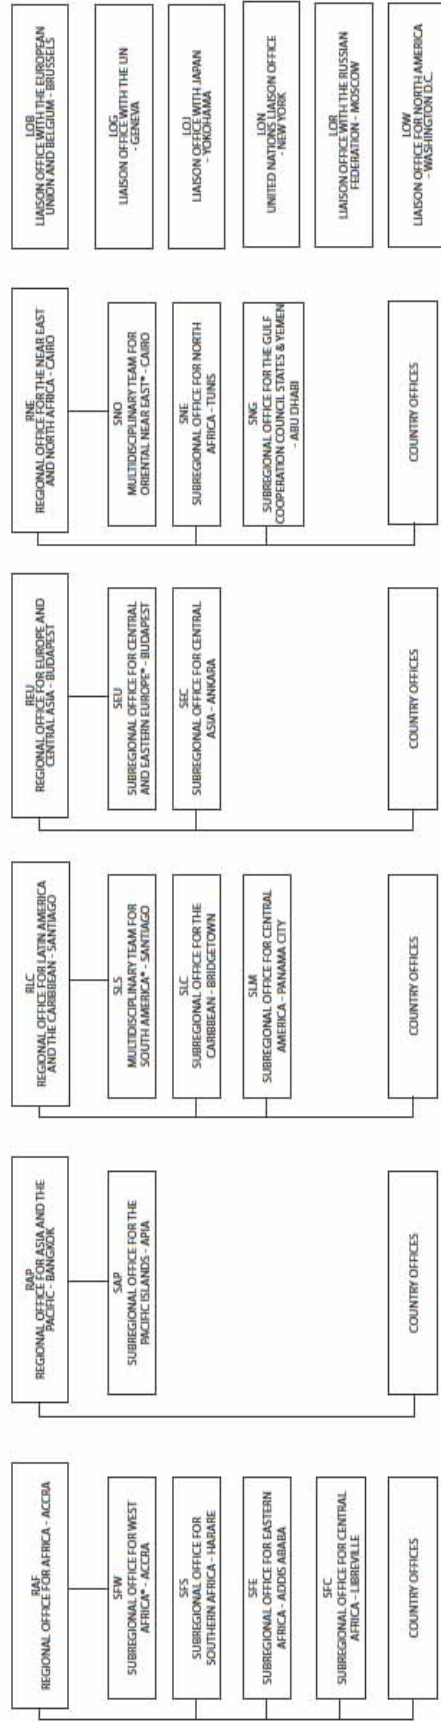 RAF
REGIONAL OFFICE FOR AFRICA - ACCRA
SFW
SUBREGIONAL OFFICE FOR WEST
AFRICA* - ACCRA
SFS
SUBREGIONAL OFFICE FOR
SOUTHERN AFRICA - HARARE
SFE
SUBREGIONAL OFFICE FOR EASTERN
AFRICA - ADDIS ABABA
SFC
SUBREGIONAL OFFICE FOR CENTRAL
AFRICA - LIBREVILLE
COUNTRY OFFICES
RAP
REGIONAL OFFICE FOR ASIA AND THE
PACIFIC - BANGKOK
SAP
SUBREGIONAL OFFICE FOR THE
PACIFIC ISLANDS - APIA
COUNTRY OFFICES
RLC
REGIONAL OFFICE FOR LATIN AMERICA
AND THE CARIBBEAN - SANTIAGO
SLS
MULTIDISCIPLINARY TEAM FOR
SOUTH AMERICA* - SANTIAGO
SLC
SUBREGIONAL OFFICE FOR THE
CARIBBEAN - BRIDGETOWN
SLM
SUBREGIONAL OFFICE FOR CENTRAL
AMERICA - PANAMA CITY
COUNTRY OFFICES
REU
REGIONAL OFFICE FOR EUROPE AND
CENTRAL ASIA - BUDAPEST
SEU
SUBREGIONAL OFFICE FOR CENTRAL
AND EASTERN EUROPE* - BUDAPEST
SEC
SUBREGIONAL OFFICE FOR CENTRAL
ASIA - ANKARA
COUNTRY OFFICES
RNE
REGIONAL OFFICE FOR THE NEAR EAST
AND NORTH AFRICA - CAIRO
SNO
MULTIDISCIPLINARY TEAM FOR
ORIENTAL NEAR EAST* - CAIRO
SNE
SUBREGIONAL OFFICE FOR NORTH
AFRICA - TUNIS
SNG
SUBREGIONAL OFFICE FOR THE GULF
COOPERATION COUNCIL STATES & YEMEN
- ABU DHABI
COUNTRY OFFICES
LOB
LIAISON OFFICE WITH THE EUROPEAN
UNION AND BELGIUM - BRUSSELS
LOG
LIAISON OFFICE WITH THE UN
- GENEVA
LOJ
LIAISON OFFICE WITH JAPAN
- YOKOHAMA
LON
UNITED NATIONS LIAISON OFFICE
- NEW YORK
LOR
LIAISON OFFICE WITH THE RUSSIAN
FEDERATION - MOSCOW
LOW
LIAISON OFFICE FOR NORTH AMERICA
- WASHINGTON D.C.